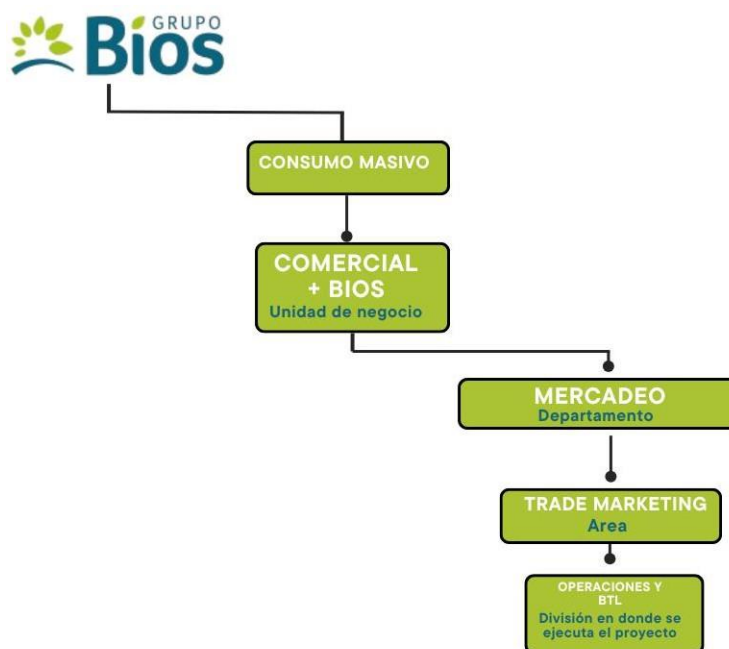 GRUPO
Bios
CONSUMO MASIVO
COMERCIAL
+ BIOS
Unidad de negocio
MERCADEO
Departamento
TRADE MARKETING
Area
OPERACIONES Y
BTL
División en donde se
ejecuta el proyecto